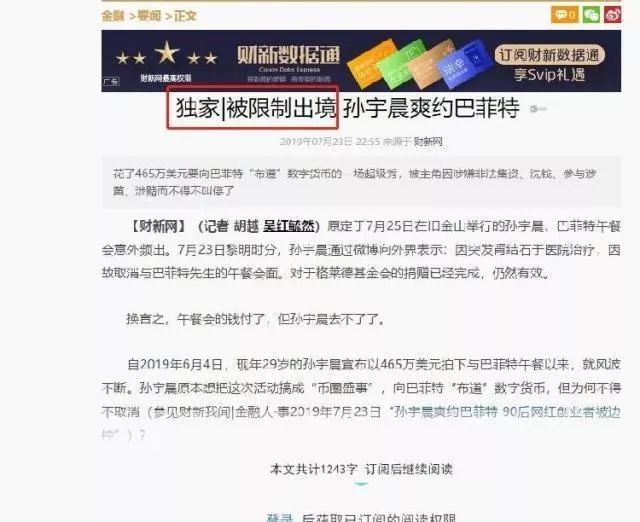 金融 > 要闻 > 正文
0
财新数据通
Caixin Data Express
订阅财新数据通
享Svip礼遇
财新网最高权限
广告
独家|被限制出境 孙宇晨爽约巴菲特
2019年07月23日 22:55 来源于 财新网
花了465万美元要向巴菲特“布道”数字货币的一场超级秀，被主角因涉嫌非法集资、洗钱、参与涉
黄、涉赌而不得不叫停了
【财新网】（记者 胡越 吴红毓然）原定于7月25日在旧金山举行的孙宇晨、巴菲特午餐
会意外频出。7月23日黎明时分，孙宇晨通过微博向外界表示：因突发肾结石于医院治疗，因
故取消与巴菲特先生的午餐会面。对于格莱德基金会的捐赠已经完成，仍然有效。
换言之，午餐会的钱付了，但孙宇晨去不了了。
自2019年6月4日，现年29岁的孙宇晨宣布以465万美元拍下与巴菲特午餐以来，就风波
不断。孙宇晨原本想把这次活动搞成“币圈盛事”，向巴菲特“布道”数字货币，但为何不得
不取消（参见财新我闻|金融人·事2019年7月23日“孙宇晨爽约巴菲特 90后网红创业者被边
控”）？
本文共计1243字 订阅后继续阅读
登录 后获取已订阅的阅读权限